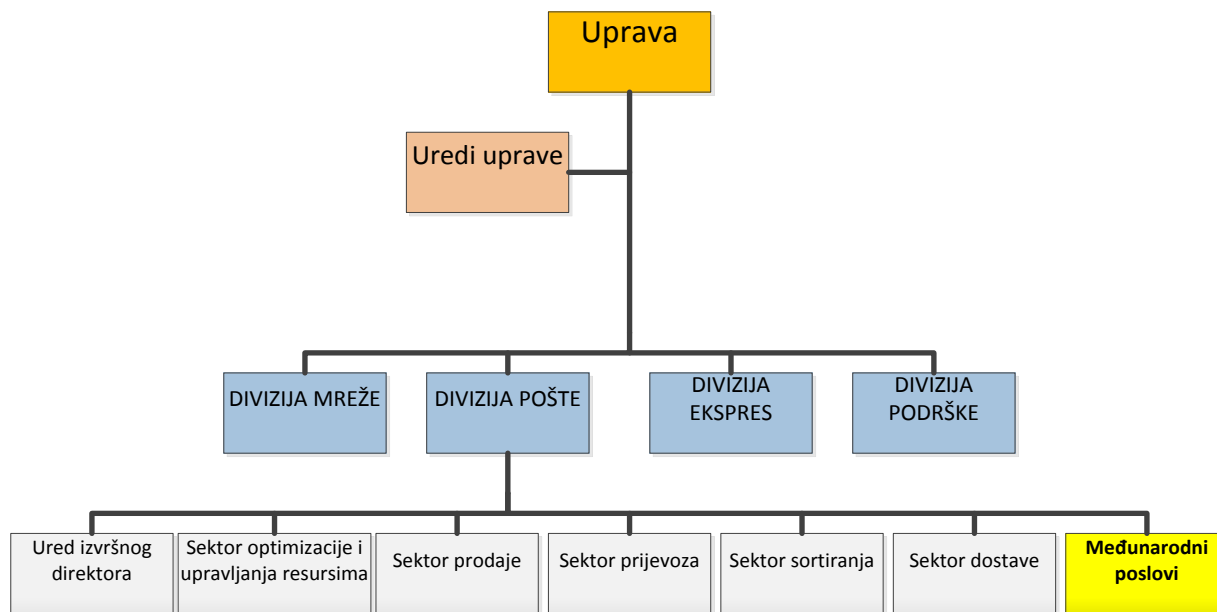 Uprava
Uredi uprave
DIVIZIJA MREŽE
DIVIZIJA POŠTE
DIVIZIJA
EKSPRES
DIVIZIJA
PODRŠKE
Ured izvršnog
direktora
Sektor optimizacije i
upravljanja resursima
Sektor prodaje
Sektor prijevoza
Sektor sortiranja
Sektor dostave
Međunarodni
poslovi